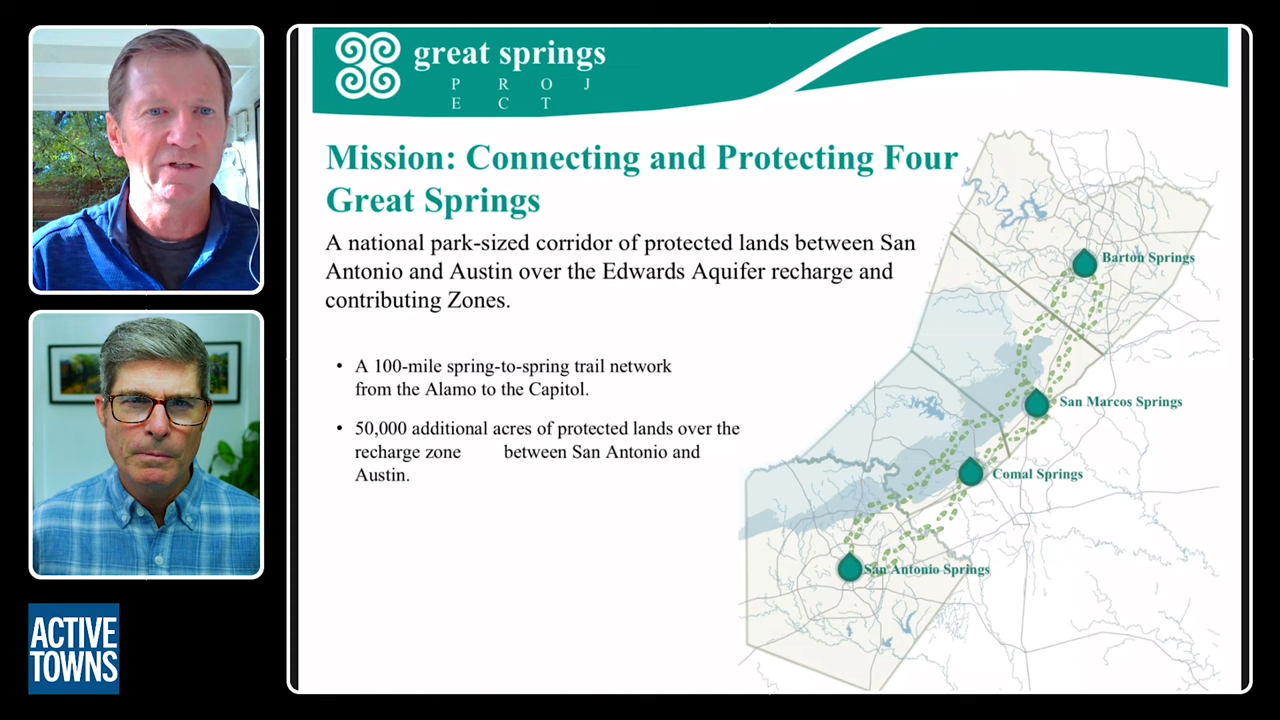 great springs
P R O J
E C T
Mission: Connecting and Protecting Four
Great Springs
A national park-sized corridor of protected lands between San
Antonio and Austin over the Edwards Aquifer recharge and
contributing Zones.
• A 100-mile spring-to-spring trail network
from the Alamo to the Capitol.
• 50,000 additional acres of protected lands over the
recharge zone between San Antonio and
Austin.
Barton Springs
San Marcos Springs
Comal Springs
San Antonio Springs
ACTIVE
TOWNS